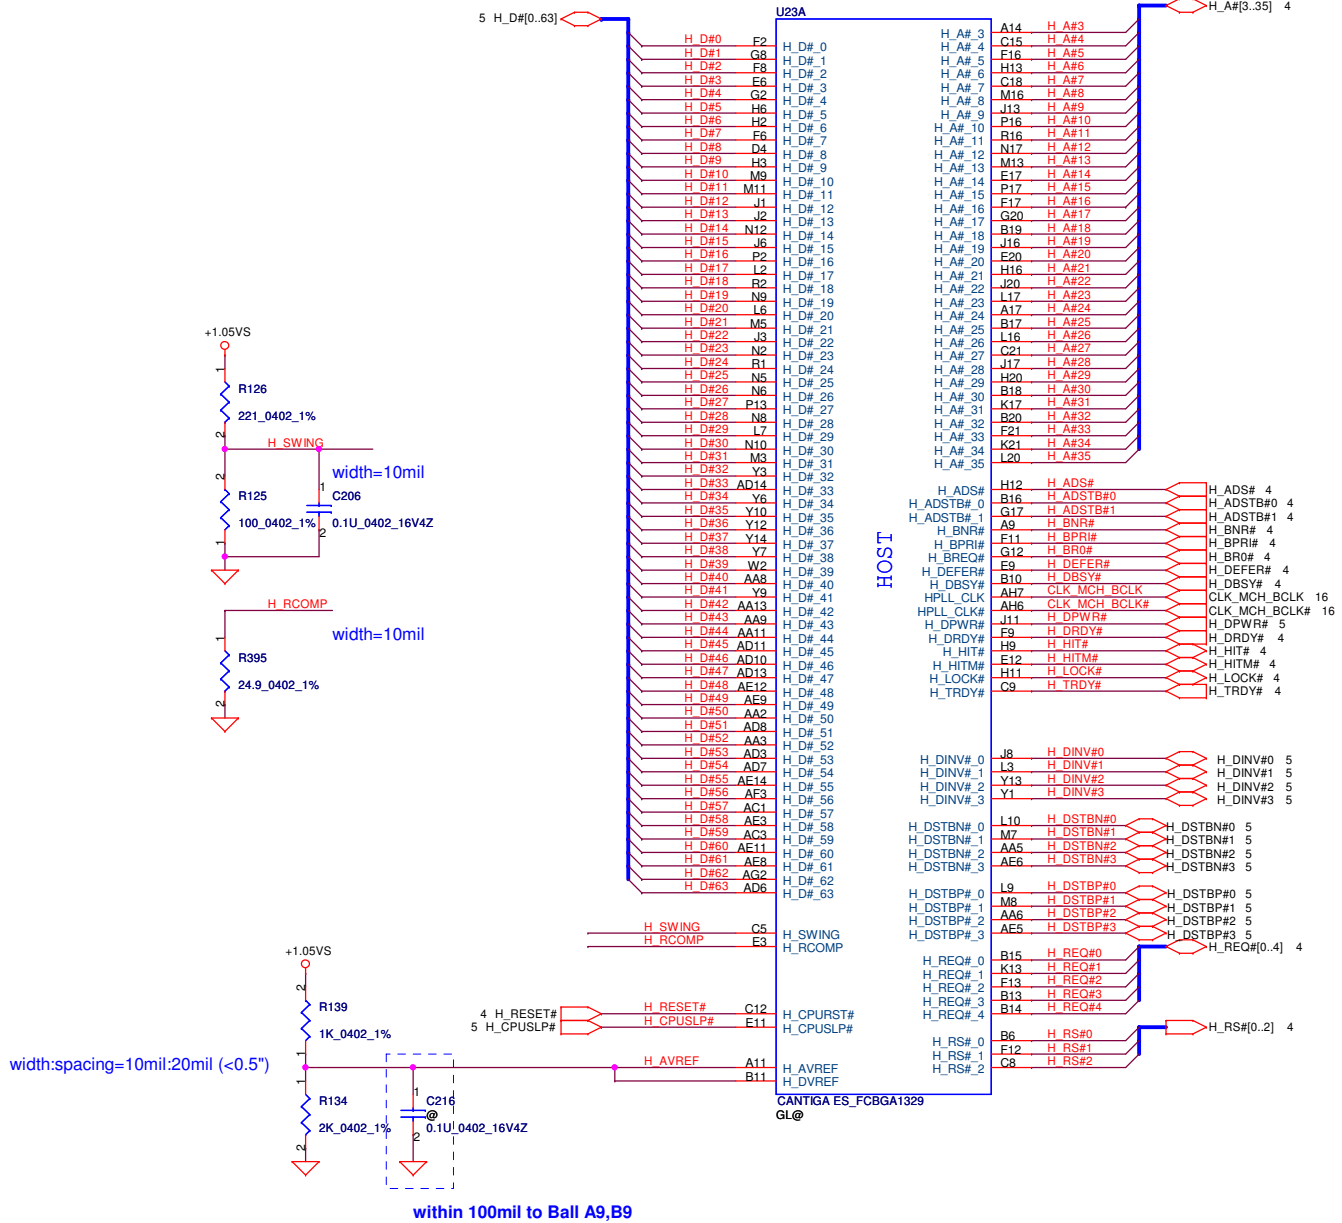 5 H_D#[0..63]
U23A
H_D#0 F2 H_D#_0
H_D#1 G8 H_D#_1
H_D#2 F8 H_D#_2
H_D#3 E6 H_D#_3
H_D#4 G2 H_D#_4
H_D#5 H6 H_D#_5
H_D#6 H2 H_D#_6
H_D#7 F6 H_D#_7
H_D#8 D4 H_D#_8
H_D#9 H3 H_D#_9
H_D#10 M9 H_D#_10
H_D#11 M11 H_D#_11
H_D#12 J1 H_D#_12
H_D#13 J2 H_D#_13
H_D#14 N12 H_D#_14
H_D#15 J6 H_D#_15
H_D#16 P2 H_D#_16
H_D#17 L2 H_D#_17
H_D#18 R2 H_D#_18
H_D#19 N9 H_D#_19
H_D#20 L6 H_D#_20
H_D#21 M5 H_D#_21
H_D#22 J3 H_D#_22
H_D#23 N2 H_D#_23
H_D#24 R1 H_D#_24
H_D#25 N5 H_D#_25
H_D#26 N6 H_D#_26
H_D#27 P13 H_D#_27
H_D#28 N8 H_D#_28
H_D#29 L7 H_D#_29
H_D#30 N10 H_D#_30
H_D#31 M3 H_D#_31
H_D#32 Y3 H_D#_32
H_D#33 AD14 H_D#_33
H_D#34 Y6 H_D#_34
H_D#35 Y10 H_D#_35
H_D#36 Y12 H_D#_36
H_D#37 Y14 H_D#_37
H_D#38 Y7 H_D#_38
H_D#39 W2 H_D#_39
H_D#40 AA8 H_D#_40
H_D#41 Y9 H_D#_41
H_D#42 AA13 H_D#_42
H_D#43 AA9 H_D#_43
H_D#44 AA11 H_D#_44
H_D#45 AD11 H_D#_45
H_D#46 AD10 H_D#_46
H_D#47 AD13 H_D#_47
H_D#48 AE12 H_D#_48
H_D#49 AE9 H_D#_49
H_D#50 AA2 H_D#_50
H_D#51 AD8 H_D#_51
H_D#52 AA3 H_D#_52
H_D#53 AD3 H_D#_53
H_D#54 AD7 H_D#_54
H_D#55 AE14 H_D#_55
H_D#56 AF3 H_D#_56
H_D#57 AC1 H_D#_57
H_D#58 AE3 H_D#_58
H_D#59 AC3 H_D#_59
H_D#60 AE11 H_D#_60
H_D#61 AE8 H_D#_61
H_D#62 AG2 H_D#_62
H_D#63 AD6 H_D#_63
H_SWING C5 H_SWING
H_RCOMP E3 H_RCOMP
4 H_RESET# H_RESET# C12 H_CPURST#
5 H_CPUSLP# H_CPUSLP# E11 H_CPUSLP#
H_AVREF A11 H_AVREF
B11 H_DVREF
HOST
H_A#[3..35] 4
H_A#_3 A14 H_A#3
H_A#_4 C15 H_A#4
H_A#_5 F16 H_A#5
H_A#_6 H13 H_A#6
H_A#_7 C18 H_A#7
H_A#_8 M16 H_A#8
H_A#_9 J13 H_A#9
H_A#_10 P16 H_A#10
H_A#_11 R16 H_A#11
H_A#_12 N17 H_A#12
H_A#_13 M13 H_A#13
H_A#_14 E17 H_A#14
H_A#_15 P17 H_A#15
H_A#_16 F17 H_A#16
H_A#_17 G20 H_A#17
H_A#_18 B19 H_A#18
H_A#_19 J16 H_A#19
H_A#_20 E20 H_A#20
H_A#_21 H16 H_A#21
H_A#_22 J20 H_A#22
H_A#_23 L17 H_A#23
H_A#_24 A17 H_A#24
H_A#_25 B17 H_A#25
H_A#_26 L16 H_A#26
H_A#_27 C21 H_A#27
H_A#_28 J17 H_A#28
H_A#_29 H20 H_A#29
H_A#_30 B18 H_A#30
H_A#_31 K17 H_A#31
H_A#_32 B20 H_A#32
H_A#_33 F21 H_A#33
H_A#_34 K21 H_A#34
H_A#_35 L20 H_A#35
H_ADS# H12 H_ADS# H_ADS# 4
H_ADSTB#_0 B16 H_ADSTB#0 H_ADSTB#0 4
H_ADSTB#_1 G17 H_ADSTB#1 H_ADSTB#1 4
H_BNR# A9 H_BNR# H_BNR# 4
H_BPRI# F11 H_BPRI# H_BPRI# 4
H_BREQ# G12 H_BR0# H_BR0# 4
H_DEFER# E9 H_DEFER# H_DEFER# 4
H_DBSY# B10 H_DBSY# H_DBSY# 4
HPLL_CLK AH7 CLK_MCH_BCLK CLK_MCH_BCLK 16
HPLL_CLK# AH6 CLK_MCH_BCLK# CLK_MCH_BCLK# 16
H_DPWR# J11 H_DPWR# H_DPWR# 5
H_DRDY# F9 H_DRDY# H_DRDY# 4
H_HIT# H9 H_HIT# H_HIT# 4
H_HITM# E12 H_HITM# H_HITM# 4
H_LOCK# H11 H_LOCK# H_LOCK# 4
H_TRDY# C9 H_TRDY# H_TRDY# 4
H_DINV#_0 J8 H_DINV#0 H_DINV#0 5
H_DINV#_1 L3 H_DINV#1 H_DINV#1 5
H_DINV#_2 Y13 H_DINV#2 H_DINV#2 5
H_DINV#_3 Y1 H_DINV#3 H_DINV#3 5
H_DSTBN#_0 L10 H_DSTBN#0 H_DSTBN#0 5
H_DSTBN#_1 M7 H_DSTBN#1 H_DSTBN#1 5
H_DSTBN#_2 AA5 H_DSTBN#2 H_DSTBN#2 5
H_DSTBN#_3 AE6 H_DSTBN#3 H_DSTBN#3 5
H_DSTBP#_0 L9 H_DSTBP#0 H_DSTBP#0 5
H_DSTBP#_1 M8 H_DSTBP#1 H_DSTBP#1 5
H_DSTBP#_2 AA6 H_DSTBP#2 H_DSTBP#2 5
H_DSTBP#_3 AE5 H_DSTBP#3 H_DSTBP#3 5
H_REQ#[0..4] 4
H_REQ#_0 B15 H_REQ#0
H_REQ#_1 K13 H_REQ#1
H_REQ#_2 F13 H_REQ#2
H_REQ#_3 B13 H_REQ#3
H_REQ#_4 B14 H_REQ#4
H_RS#[0..2] 4
H_RS#_0 B6 H_RS#0
H_RS#_1 F12 H_RS#1
H_RS#_2 C8 H_RS#2
CANTIGA ES_FCBGA1329
GL@
+1.05VS
1
R126
221_0402_1%
2
H_SWING
width=10mil
2
R125
100_0402_1%
1
1
C206
0.1U_0402_16V4Z
2
H_RCOMP
width=10mil
1
R395
24.9_0402_1%
2
+1.05VS
2
R139
1K_0402_1%
1
width:spacing=10mil:20mil (<0.5")
1
R134
2K_0402_1%
2
1
C216
@
0.1U_0402_16V4Z
2
within 100mil to Ball A9,B9